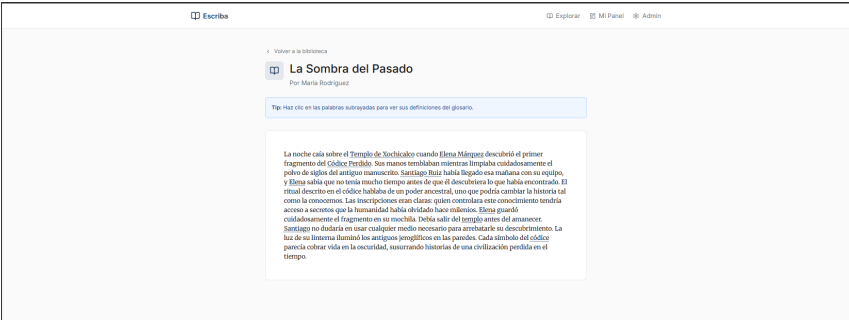 Escriba
Explorar
Mi Panel
Admin
Volver a la biblioteca
La Sombra del Pasado
Por María Rodríguez
Tip: Haz clic en las palabras subrayadas para ver sus definiciones del glosario.
La noche caía sobre el Templo de Xochicalco cuando Elena Márquez descubrió el primer
fragmento del Códice Perdido. Sus manos temblaban mientras limpiaba cuidadosamente el
polvo de siglos del antiguo manuscrito. Santiago Ruiz había llegado esa mañana con su equipo,
y Elena sabía que no tenía mucho tiempo antes de que él descubriera lo que había encontrado. El
ritual descrito en el códice hablaba de un poder ancestral, uno que podría cambiar la historia tal
como la conocemos. Las inscripciones eran claras: quien controlara este conocimiento tendría
acceso a secretos que la humanidad había olvidado hace milenios. Elena guardó
cuidadosamente el fragmento en su mochila. Debía salir del templo antes del amanecer.
Santiago no dudaría en usar cualquier medio necesario para arrebatarle su descubrimiento. La
luz de su linterna iluminó los antiguos jeroglíficos en las paredes. Cada símbolo del códice
parecía cobrar vida en la oscuridad, susurrando historias de una civilización perdida en el
tiempo.